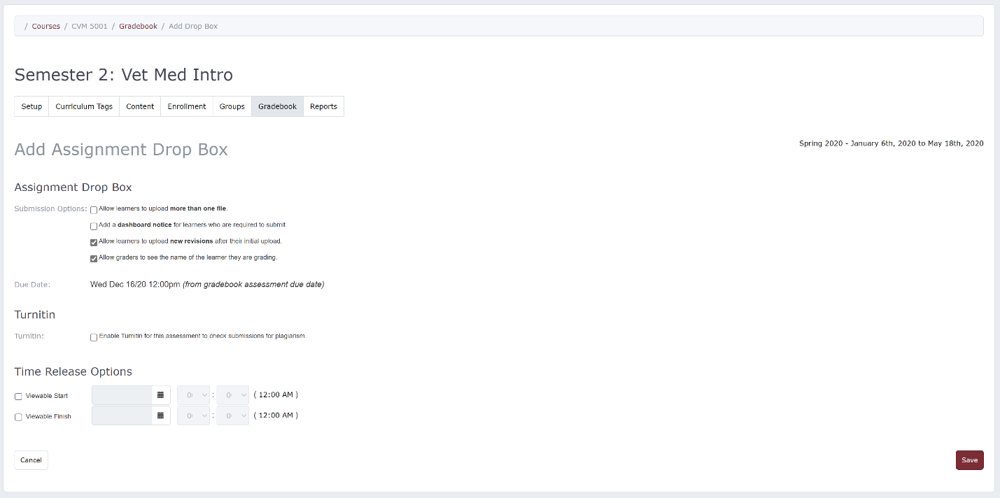 / Courses / CVM 5001 / Gradebook / Add Drop Box
Semester 2: Vet Med Intro
Setup Curriculum Tags Content Enrollment Groups Gradebook Reports
Add Assignment Drop Box
Spring 2020 - January 6th, 2020 to May 18th, 2020
Assignment Drop Box
Submission Options: Allow learners to upload more than one file.
Add a dashboard notice for learners who are required to submit.
Allow learners to upload new revisions after their initial upload.
Allow graders to see the name of the learner they are grading.
Due Date: Wed Dec 16/20 12:00pm (from gradebook assessment due date)
Turnitin
Turnitin: Enable Turnitin for this assessment to check submissions for plagiarism.
Time Release Options
Viewable Start : ( 12:00 AM )
Viewable Finish : ( 12:00 AM )
Cancel Save